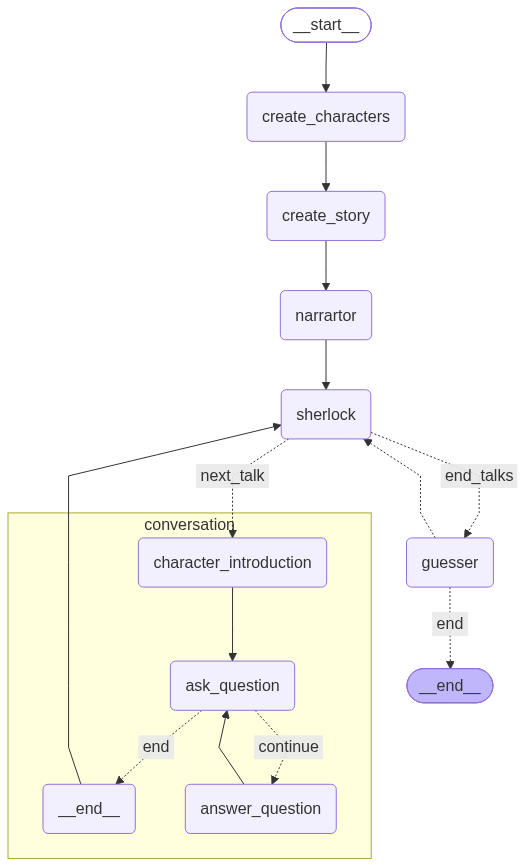 __start__
create_characters
create_story
narrartor
sherlock
next_talk
end_talks
conversation
character_introduction
guesser
end
ask_question
__end__
end
continue
__end__
answer_question